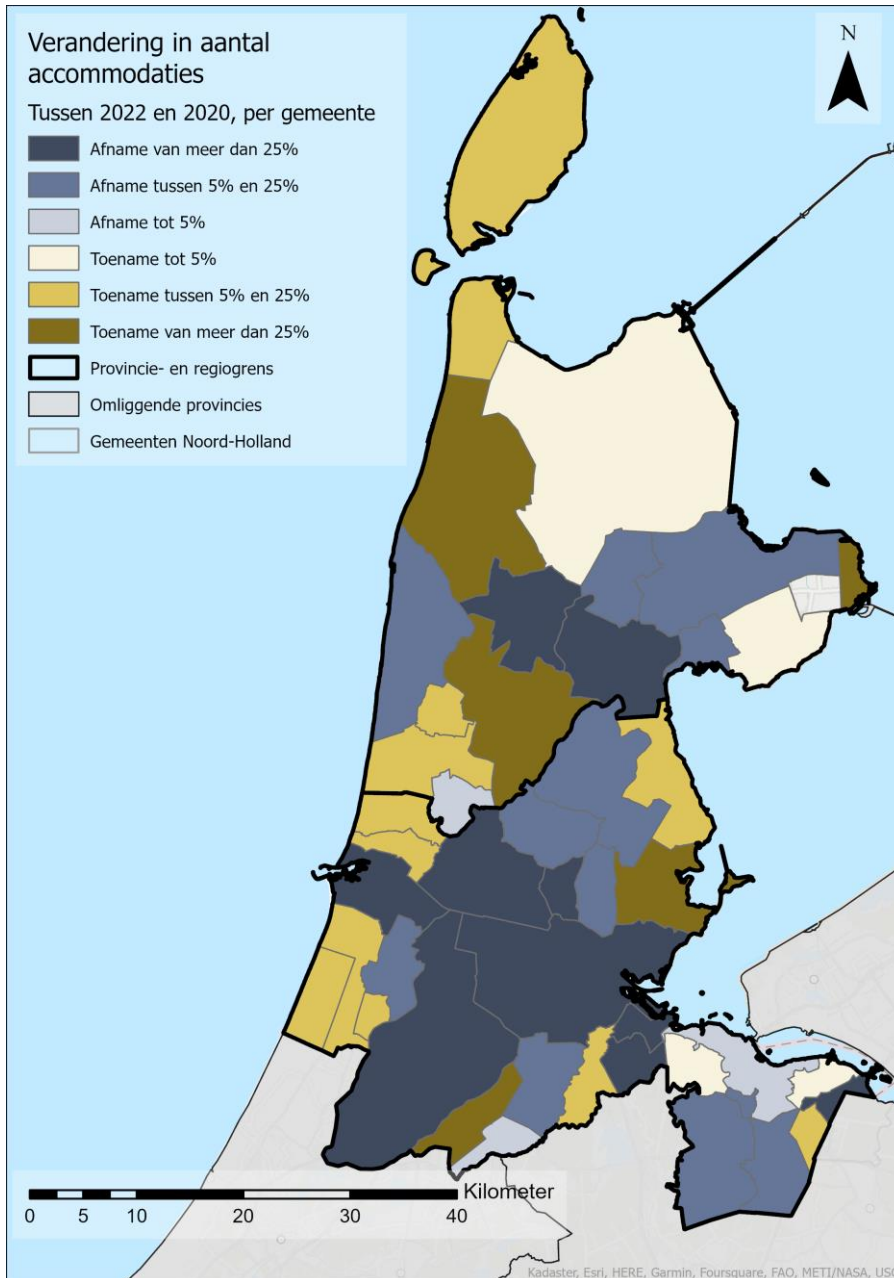 Verandering in aantal
accommodaties
Tussen 2022 en 2020, per gemeente
Afname van meer dan 25%
Afname tussen 5% en 25%
Afname tot 5%
Toename tot 5%
Toename tussen 5% en 25%
Toename van meer dan 25%
Provincie- en regiogrens
Omliggende provincies
Gemeenten Noord-Holland
N
Kilometer
0 5 10 20 30 40
Kadaster, Esri, HERE, Garmin, Foursquare, FAO, METI/NASA, USG